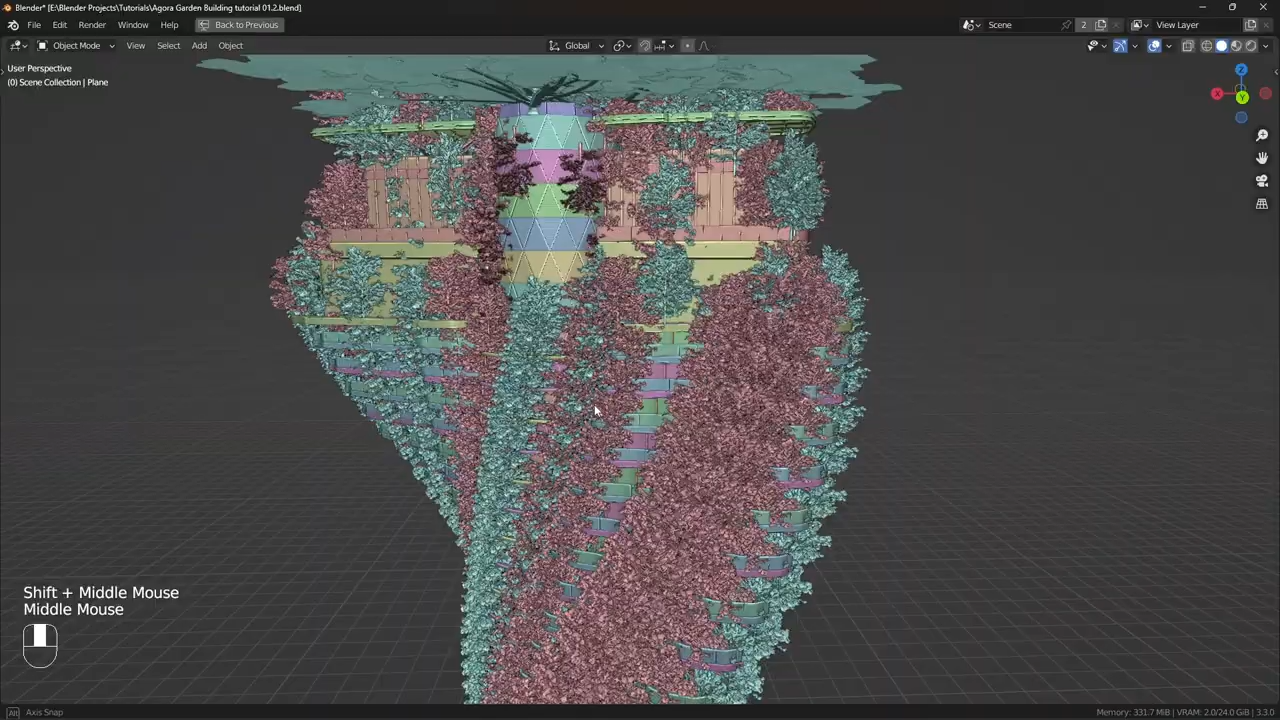 Blender* [E:\Blender Projects\Tutorials\Agora Garden Building tutorial 01.2.blend]
File Edit Render Window Help Back to Previous Scene 2 View Layer
Object Mode View Select Add Object Global
User Perspective
(0) Scene Collection | Plane
Z
X
Y
Shift + Middle Mouse
Middle Mouse
Alt Axis Snap Memory: 331.7 MiB | VRAM: 2.0/24.0 GiB | 3.3.0